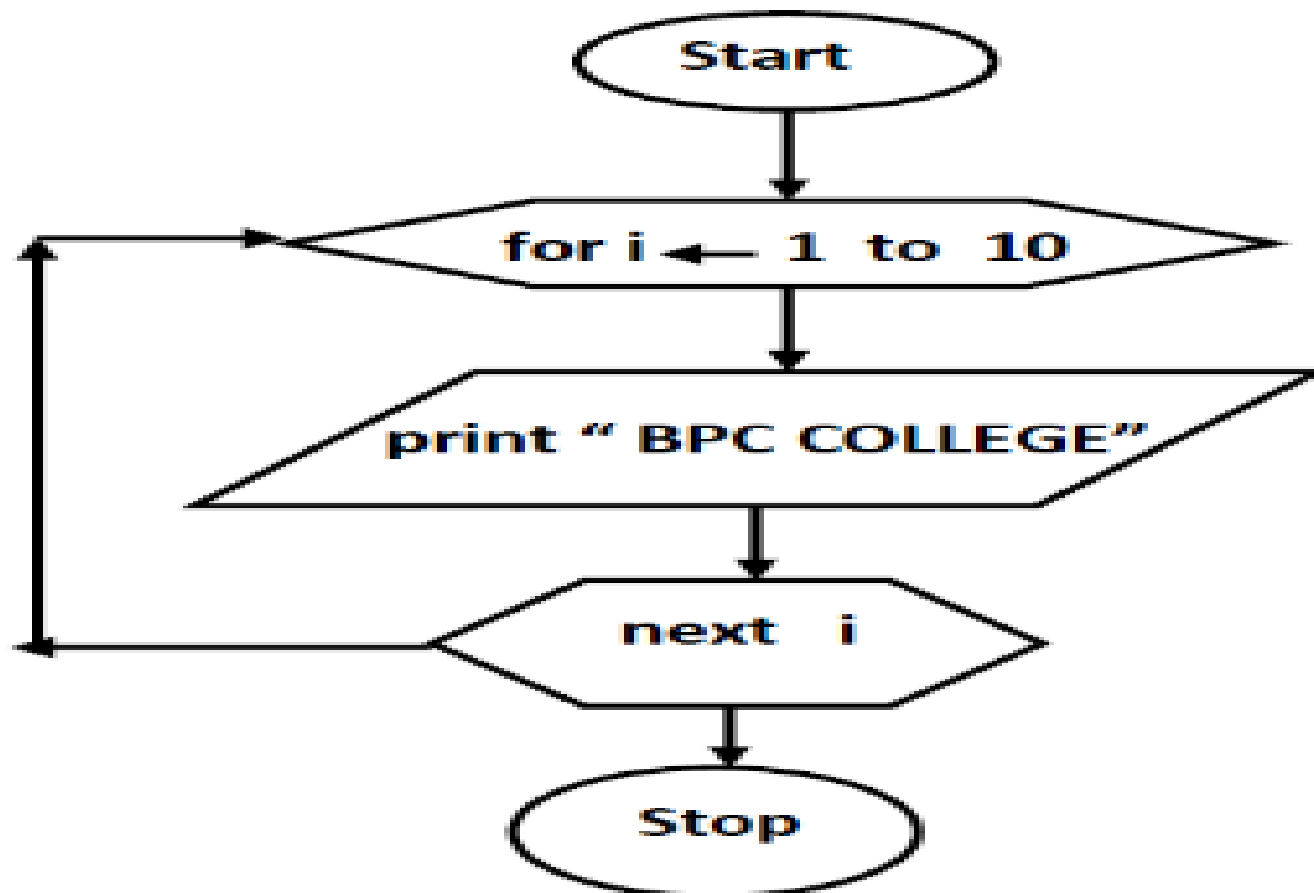 Start
for i ← 1 to 10
print “ BPC COLLEGE”
next i
Stop